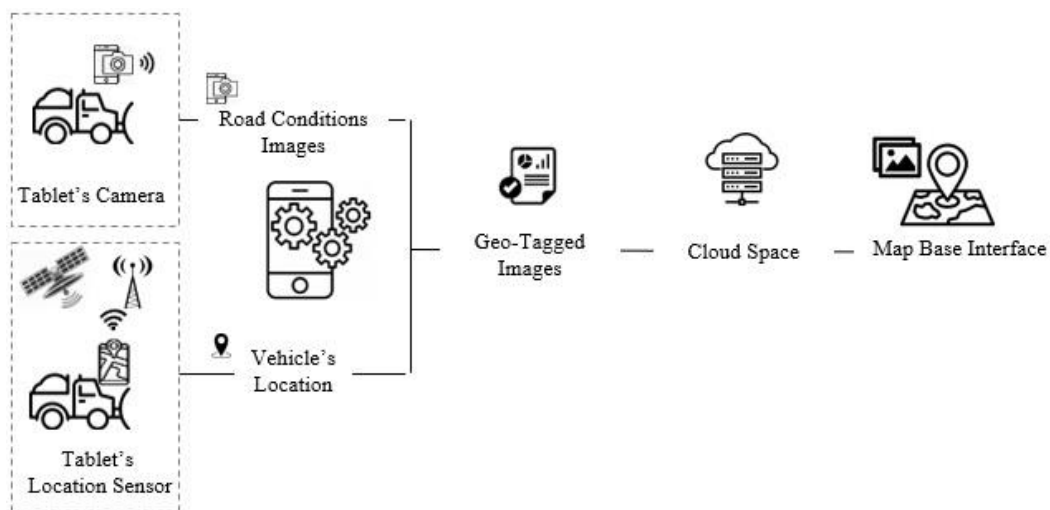 Tablet's Camera
Road Conditions
Images
Tablet's
Location Sensor
Vehicle's
Location
Geo-Tagged
Images
Cloud Space
Map Base Interface